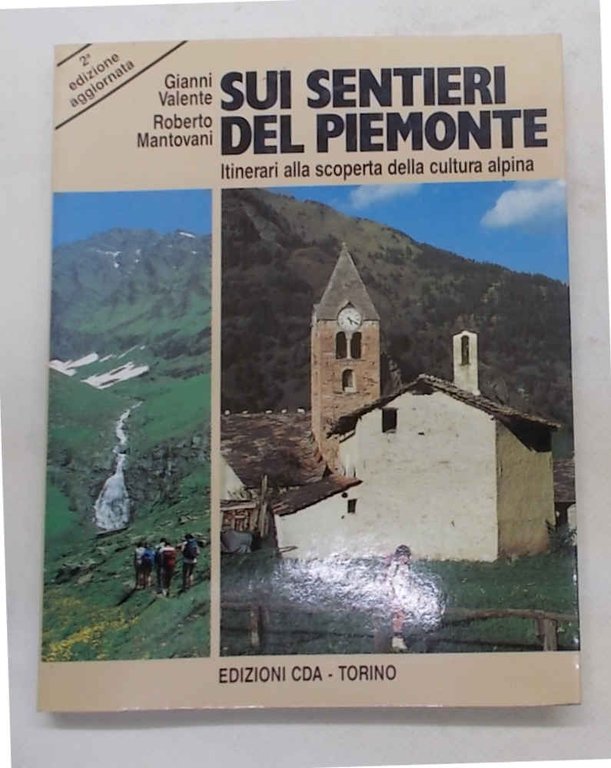 2ª
edizione
aggiornata
Gianni
Valente
Roberto
Mantovani
SUI SENTIERI
DEL PIEMONTE
Itinerari alla scoperta della cultura alpina
EDIZIONI CDA - TORINO